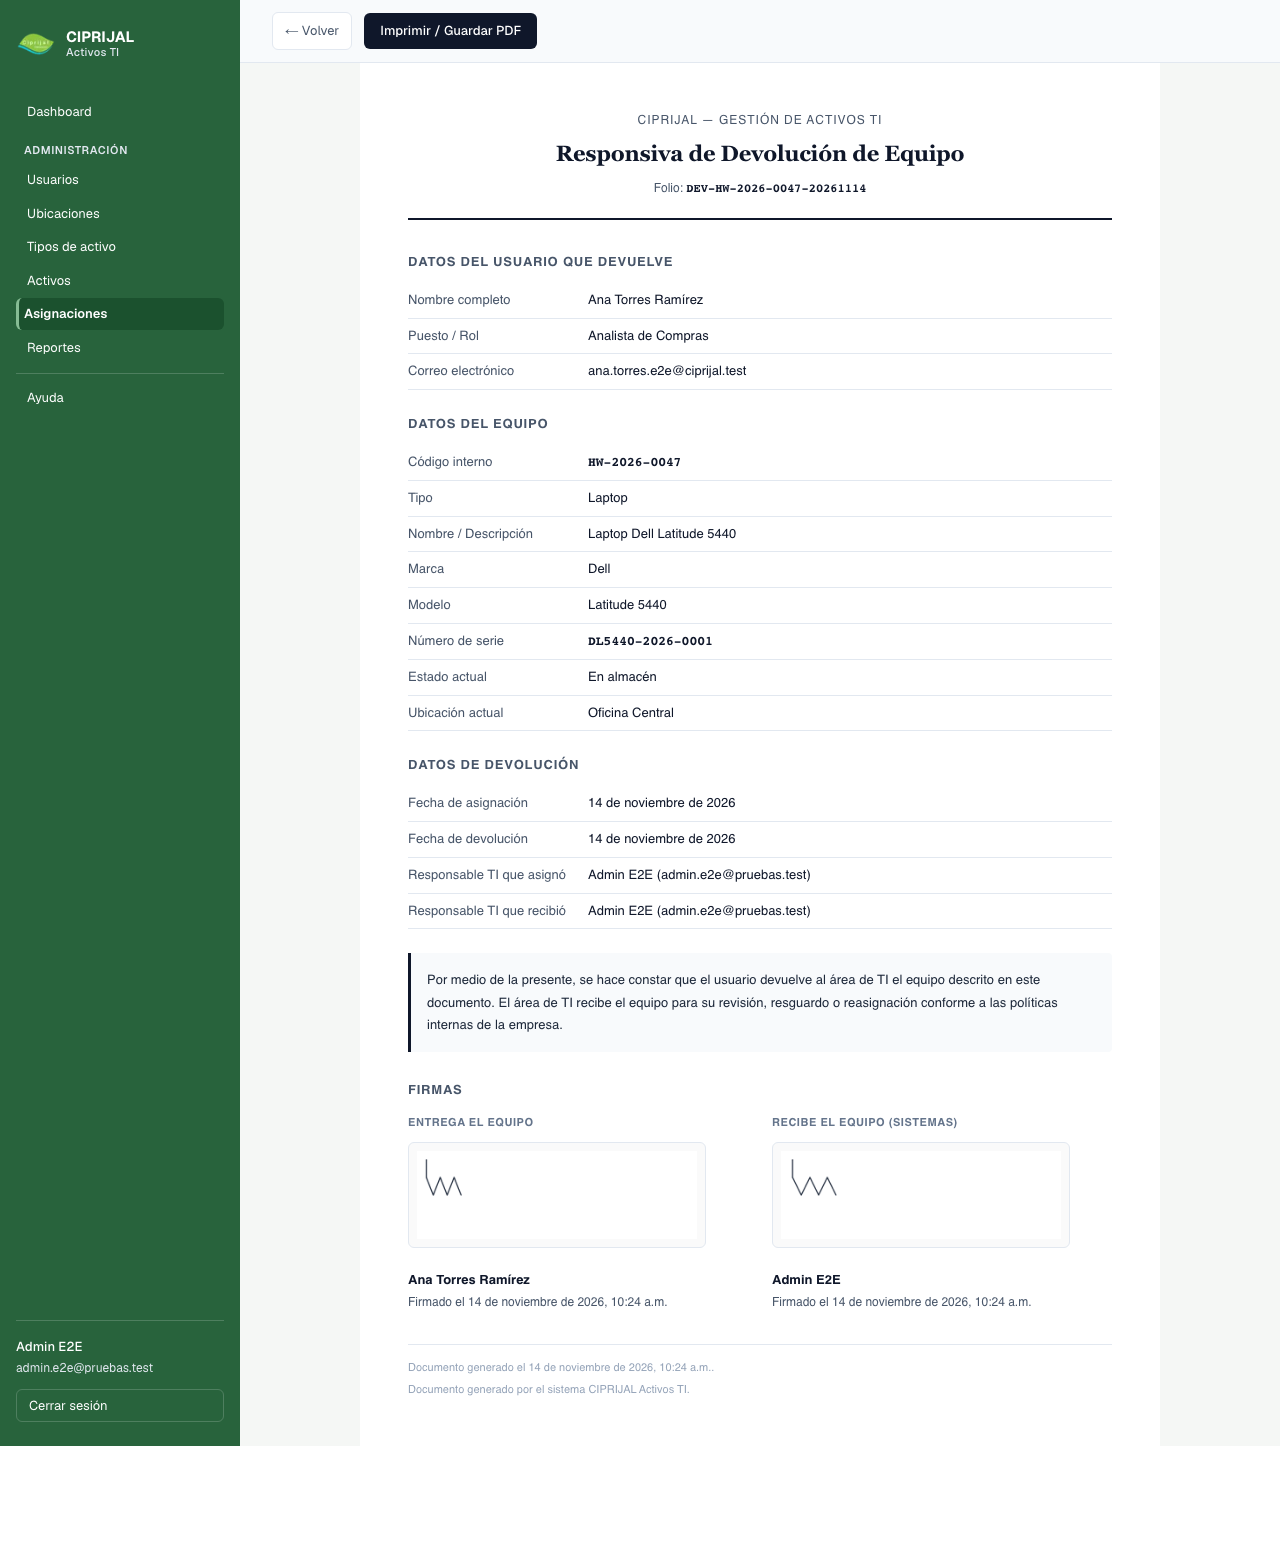 CIPRIJAL
Activos TI
Dashboard
ADMINISTRACIÓN
Usuarios
Ubicaciones
Tipos de activo
Activos
Asignaciones
Reportes
Ayuda
Admin E2E
admin.e2e@pruebas.test
Cerrar sesión
← Volver
Imprimir / Guardar PDF
CIPRIJAL — GESTIÓN DE ACTIVOS TI
Responsiva de Devolución de Equipo
Folio: DEV-HW-2026-0047-20261114
DATOS DEL USUARIO QUE DEVUELVE
Nombre completo Ana Torres Ramírez
Puesto / Rol Analista de Compras
Correo electrónico ana.torres.e2e@ciprijal.test
DATOS DEL EQUIPO
Código interno HW-2026-0047
Tipo Laptop
Nombre / Descripción Laptop Dell Latitude 5440
Marca Dell
Modelo Latitude 5440
Número de serie DL5440-2026-0001
Estado actual En almacén
Ubicación actual Oficina Central
DATOS DE DEVOLUCIÓN
Fecha de asignación 14 de noviembre de 2026
Fecha de devolución 14 de noviembre de 2026
Responsable TI que asignó Admin E2E (admin.e2e@pruebas.test)
Responsable TI que recibió Admin E2E (admin.e2e@pruebas.test)
Por medio de la presente, se hace constar que el usuario devuelve al área de TI el equipo descrito en este
documento. El área de TI recibe el equipo para su revisión, resguardo o reasignación conforme a las políticas
internas de la empresa.
FIRMAS
ENTREGA EL EQUIPO
Ana Torres Ramírez
Firmado el 14 de noviembre de 2026, 10:24 a.m.
RECIBE EL EQUIPO (SISTEMAS)
Admin E2E
Firmado el 14 de noviembre de 2026, 10:24 a.m.
Documento generado el 14 de noviembre de 2026, 10:24 a.m..
Documento generado por el sistema CIPRIJAL Activos TI.